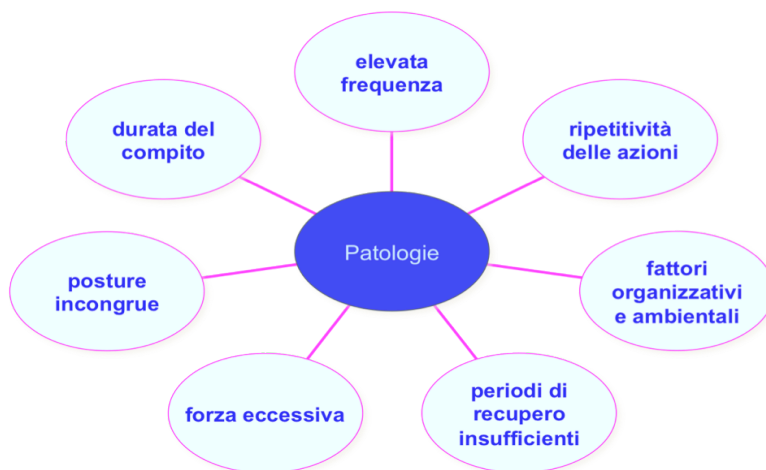 elevata
frequenza
durata del
compito
ripetitività
delle azioni
Patologie
posture
incongrue
fattori
organizzativi
e ambientali
forza eccessiva
periodi di
recupero
insufficienti